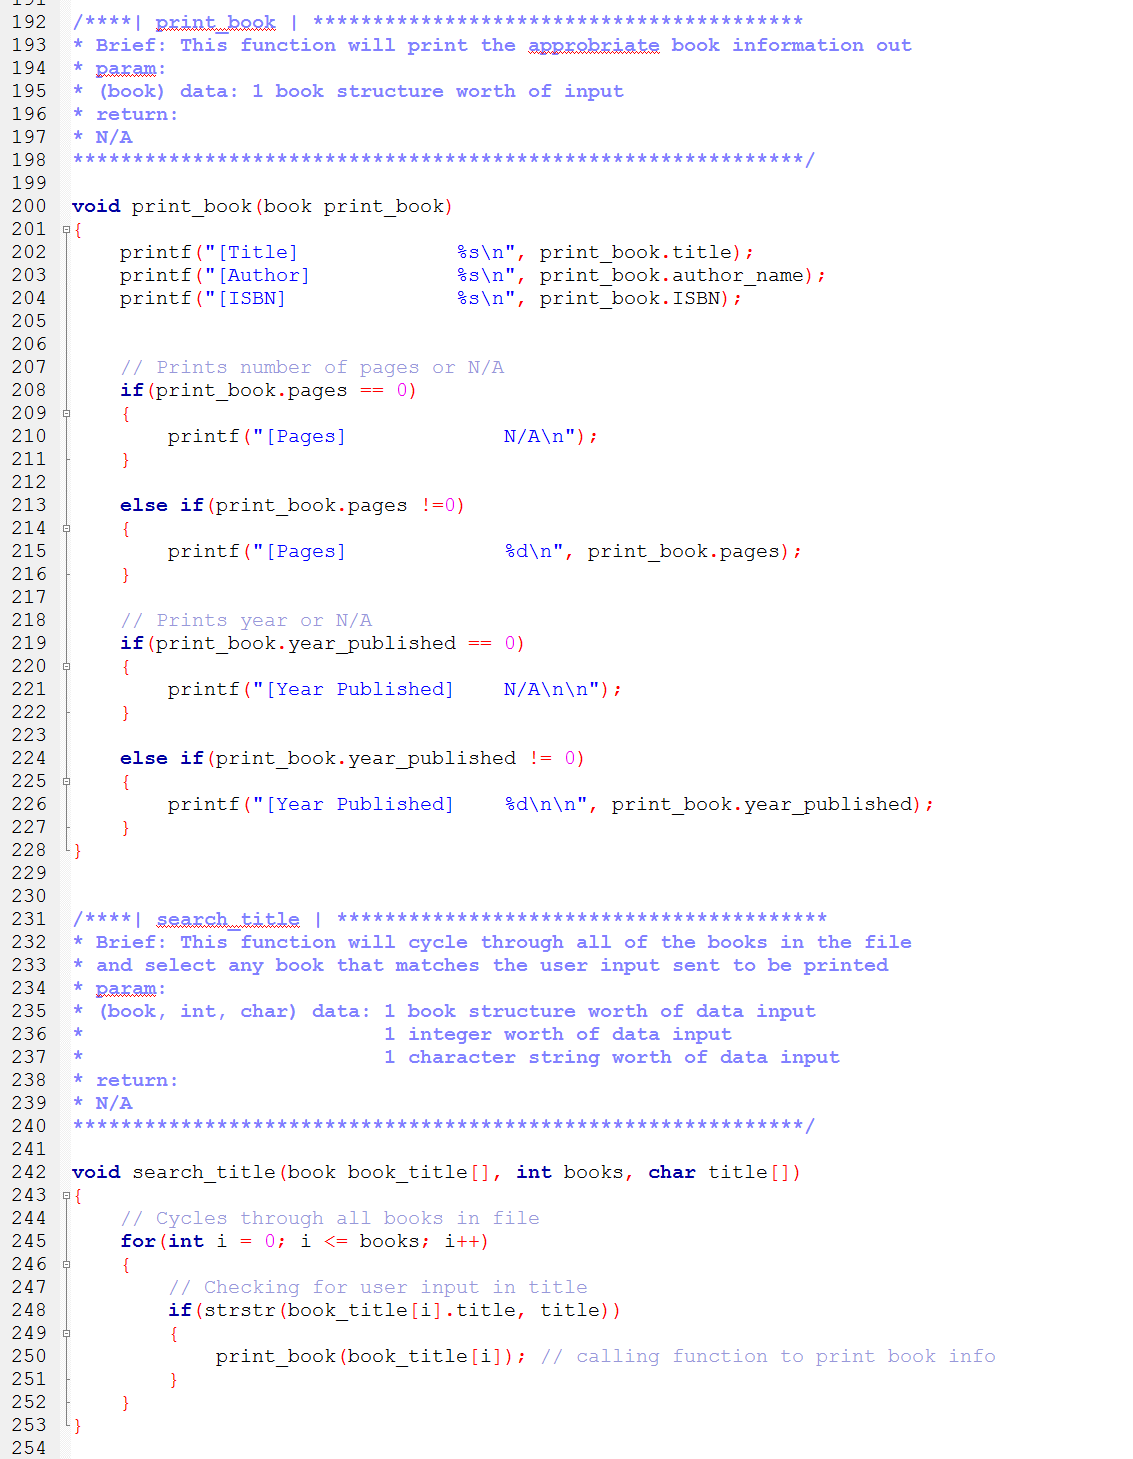 191
192 /****| print_book | *****************************************
193 * Brief: This function will print the approbriate book information out
194 * param:
195 * (book) data: 1 book structure worth of input
196 * return:
197 * N/A
198 *************************************************************/
199
200 void print_book(book print_book)
201 {
202     printf("[Title]             %s\n", print_book.title);
203     printf("[Author]            %s\n", print_book.author_name);
204     printf("[ISBN]              %s\n", print_book.ISBN);
205
206
207     // Prints number of pages or N/A
208     if(print_book.pages == 0)
209     {
210         printf("[Pages]             N/A\n");
211     }
212
213     else if(print_book.pages !=0)
214     {
215         printf("[Pages]             %d\n", print_book.pages);
216     }
217
218     // Prints year or N/A
219     if(print_book.year_published == 0)
220     {
221         printf("[Year Published]    N/A\n\n");
222     }
223
224     else if(print_book.year_published != 0)
225     {
226         printf("[Year Published]    %d\n\n", print_book.year_published);
227     }
228 }
229
230
231 /****| search_title | *****************************************
232 * Brief: This function will cycle through all of the books in the file
233 * and select any book that matches the user input sent to be printed
234 * param:
235 * (book, int, char) data: 1 book structure worth of data input
236 *                         1 integer worth of data input
237 *                         1 character string worth of data input
238 * return:
239 * N/A
240 *************************************************************/
241
242 void search_title(book book_title[], int books, char title[])
243 {
244     // Cycles through all books in file
245     for(int i = 0; i <= books; i++)
246     {
247         // Checking for user input in title
248         if(strstr(book_title[i].title, title))
249         {
250             print_book(book_title[i]); // calling function to print book info
251         }
252     }
253 }
254